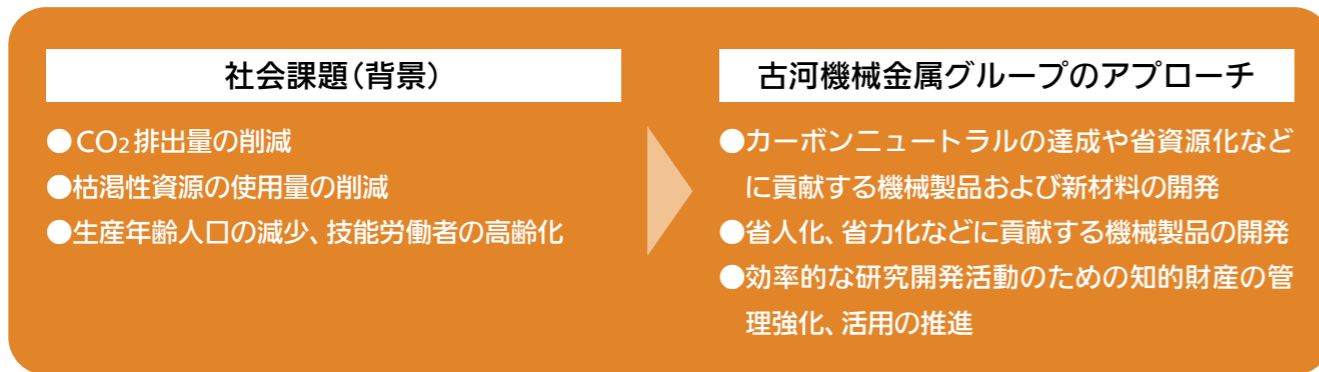 社会課題（背景）
●CO2排出量の削減
●枯渇性資源の使用量の削減
●生産年齢人口の減少、技能労働者の高齢化
古河機械金属グループのアプローチ
●カーボンニュートラルの達成や省資源化など
に貢献する機械製品および新材料の開発
●省人化、省力化などに貢献する機械製品の開発
●効率的な研究開発活動のための知的財産の管
理強化、活用の推進